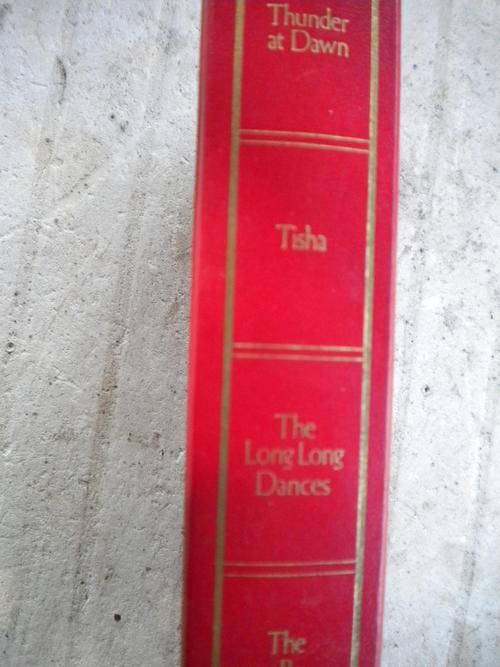 Thunder
at Dawn
Tisha
The
Long Long
Dances
The